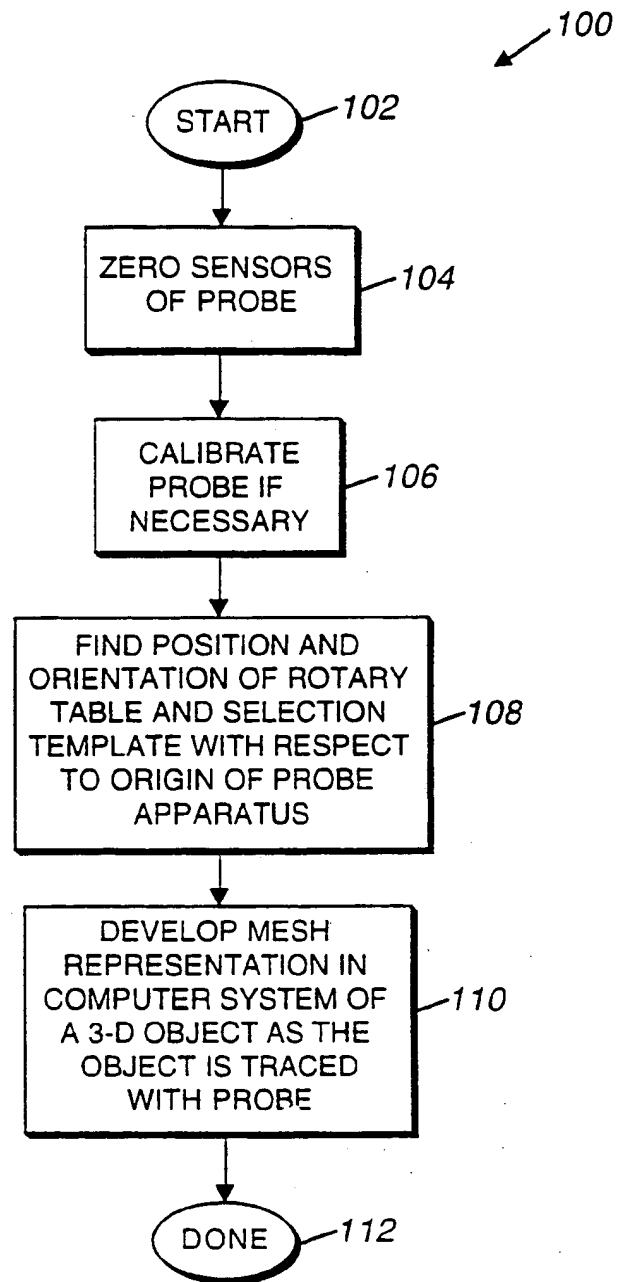 100
START
102
ZERO SENSORS
OF PROBE
104
CALIBRATE
PROBE IF
NECESSARY
106
FIND POSITION AND
ORIENTATION OF ROTARY
TABLE AND SELECTION
TEMPLATE WITH RESPECT
TO ORIGIN OF PROBE
APPARATUS
108
DEVELOP MESH
REPRESENTATION IN
COMPUTER SYSTEM OF
A 3-D OBJECT AS THE
OBJECT IS TRACED
WITH PROBE
110
DONE
112